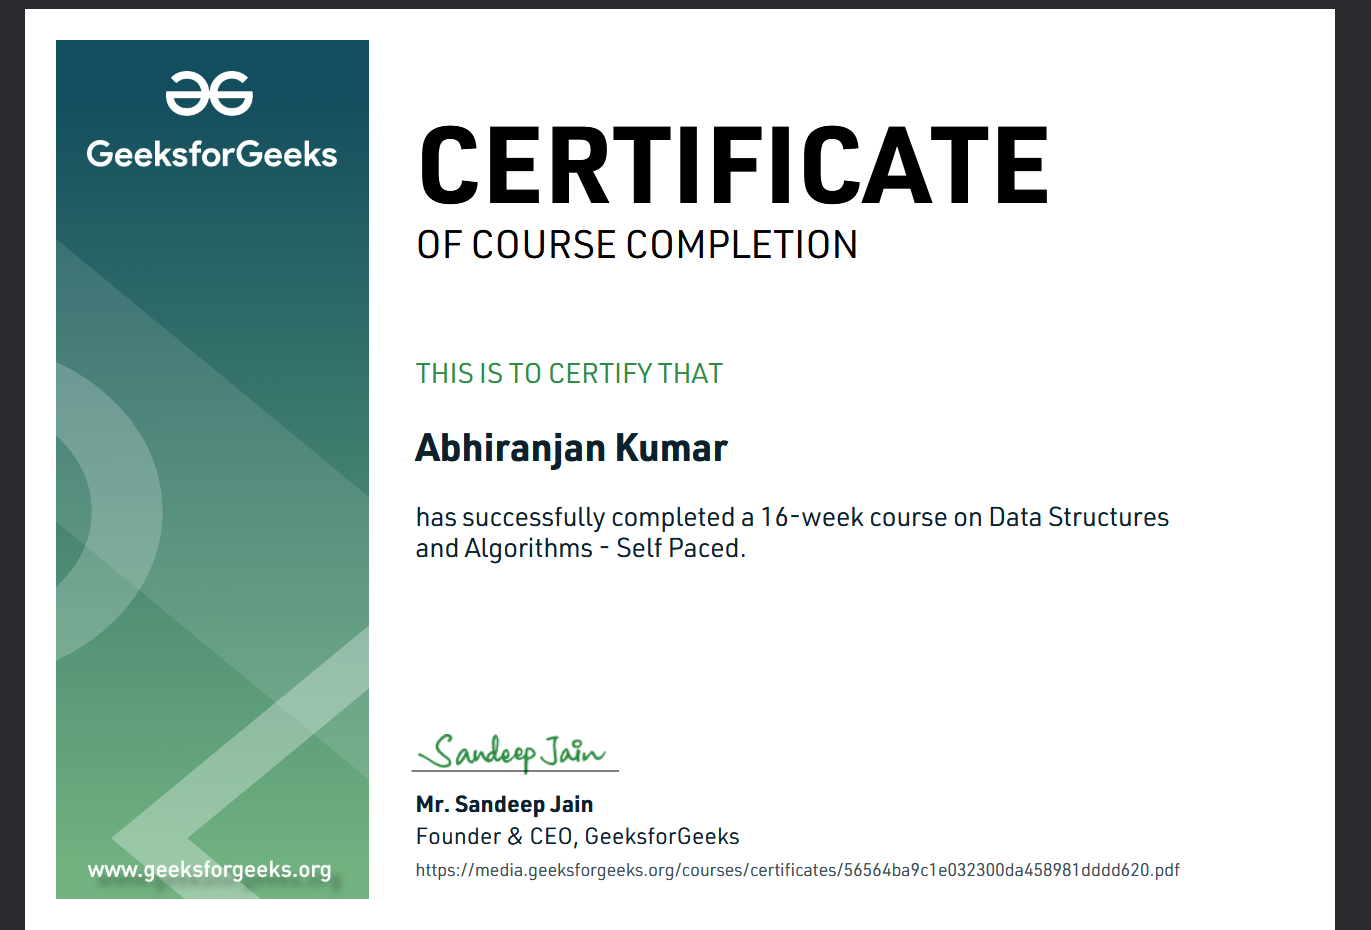 GeeksforGeeks
CERTIFICATE
OF COURSE COMPLETION
THIS IS TO CERTIFY THAT
Abhiranjan Kumar
has successfully completed a 16-week course on Data Structures
and Algorithms - Self Paced.
Sandeep Jain
Mr. Sandeep Jain
Founder & CEO, GeeksforGeeks
https://media.geeksforgeeks.org/courses/certificates/56564ba9c1e032300da458981dddd620.pdf
www.geeksforgeeks.org